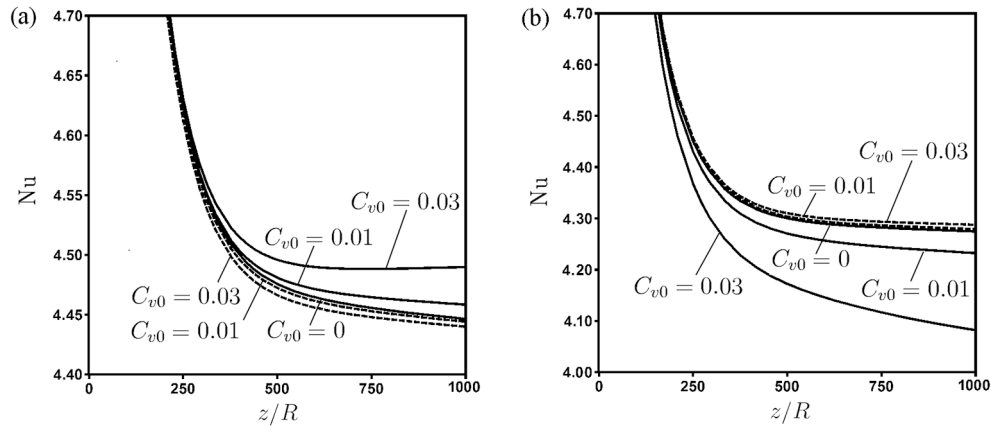 (a)
4.70
4.65
4.60
4.55
4.50
4.45
4.40
Nu
C_{v0} = 0.03
C_{v0} = 0.01
C_{v0} = 0.03
C_{v0} = 0.01
C_{v0} = 0
0 250 500 750 1000
z/R
(b)
4.70
4.60
4.50
4.40
4.30
4.20
4.10
4.00
Nu
C_{v0} = 0.03
C_{v0} = 0.01
C_{v0} = 0
C_{v0} = 0.03
C_{v0} = 0.01
0 250 500 750 1000
z/R